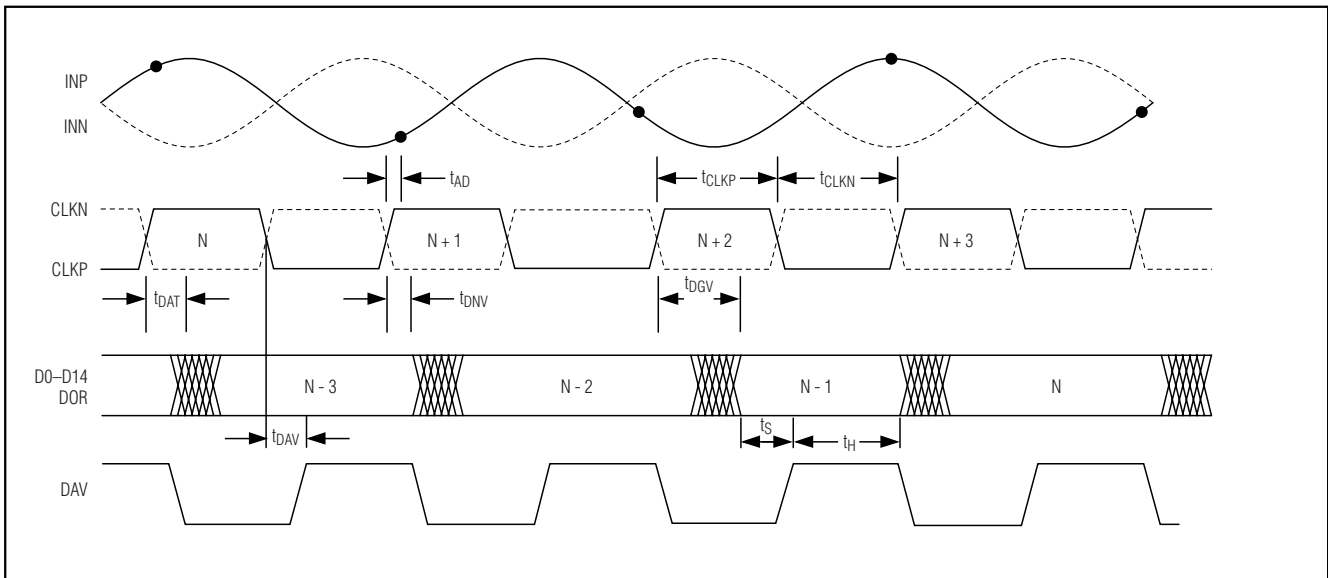 INP
INN
tAD
tCLKP
tCLKN
CLKN
CLKP
N
N + 1
N + 2
N + 3
tDAT
tDNV
tDGV
D0–D14
DOR
N - 3
N - 2
N - 1
N
tDAV
tS
tH
DAV